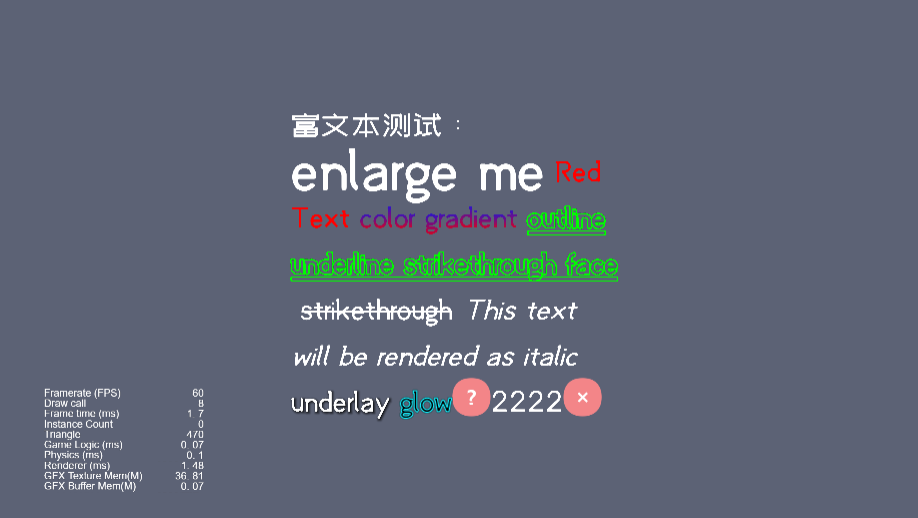 富文本测试：
enlarge me Red
Text color gradient outline
underline strikethrough face
strikethrough This text
will be rendered as italic
underlay glow ? 2222 ×
Framerate (FPS) 60
Draw call 8
Frame time (ms) 1. 7
Instance Count 0
Triangle 470
Game Logic (ms) 0. 07
Physics (ms) 0. 1
Renderer (ms) 1. 48
GFX Texture Mem(M) 36. 81
GFX Buffer Mem(M) 0. 07